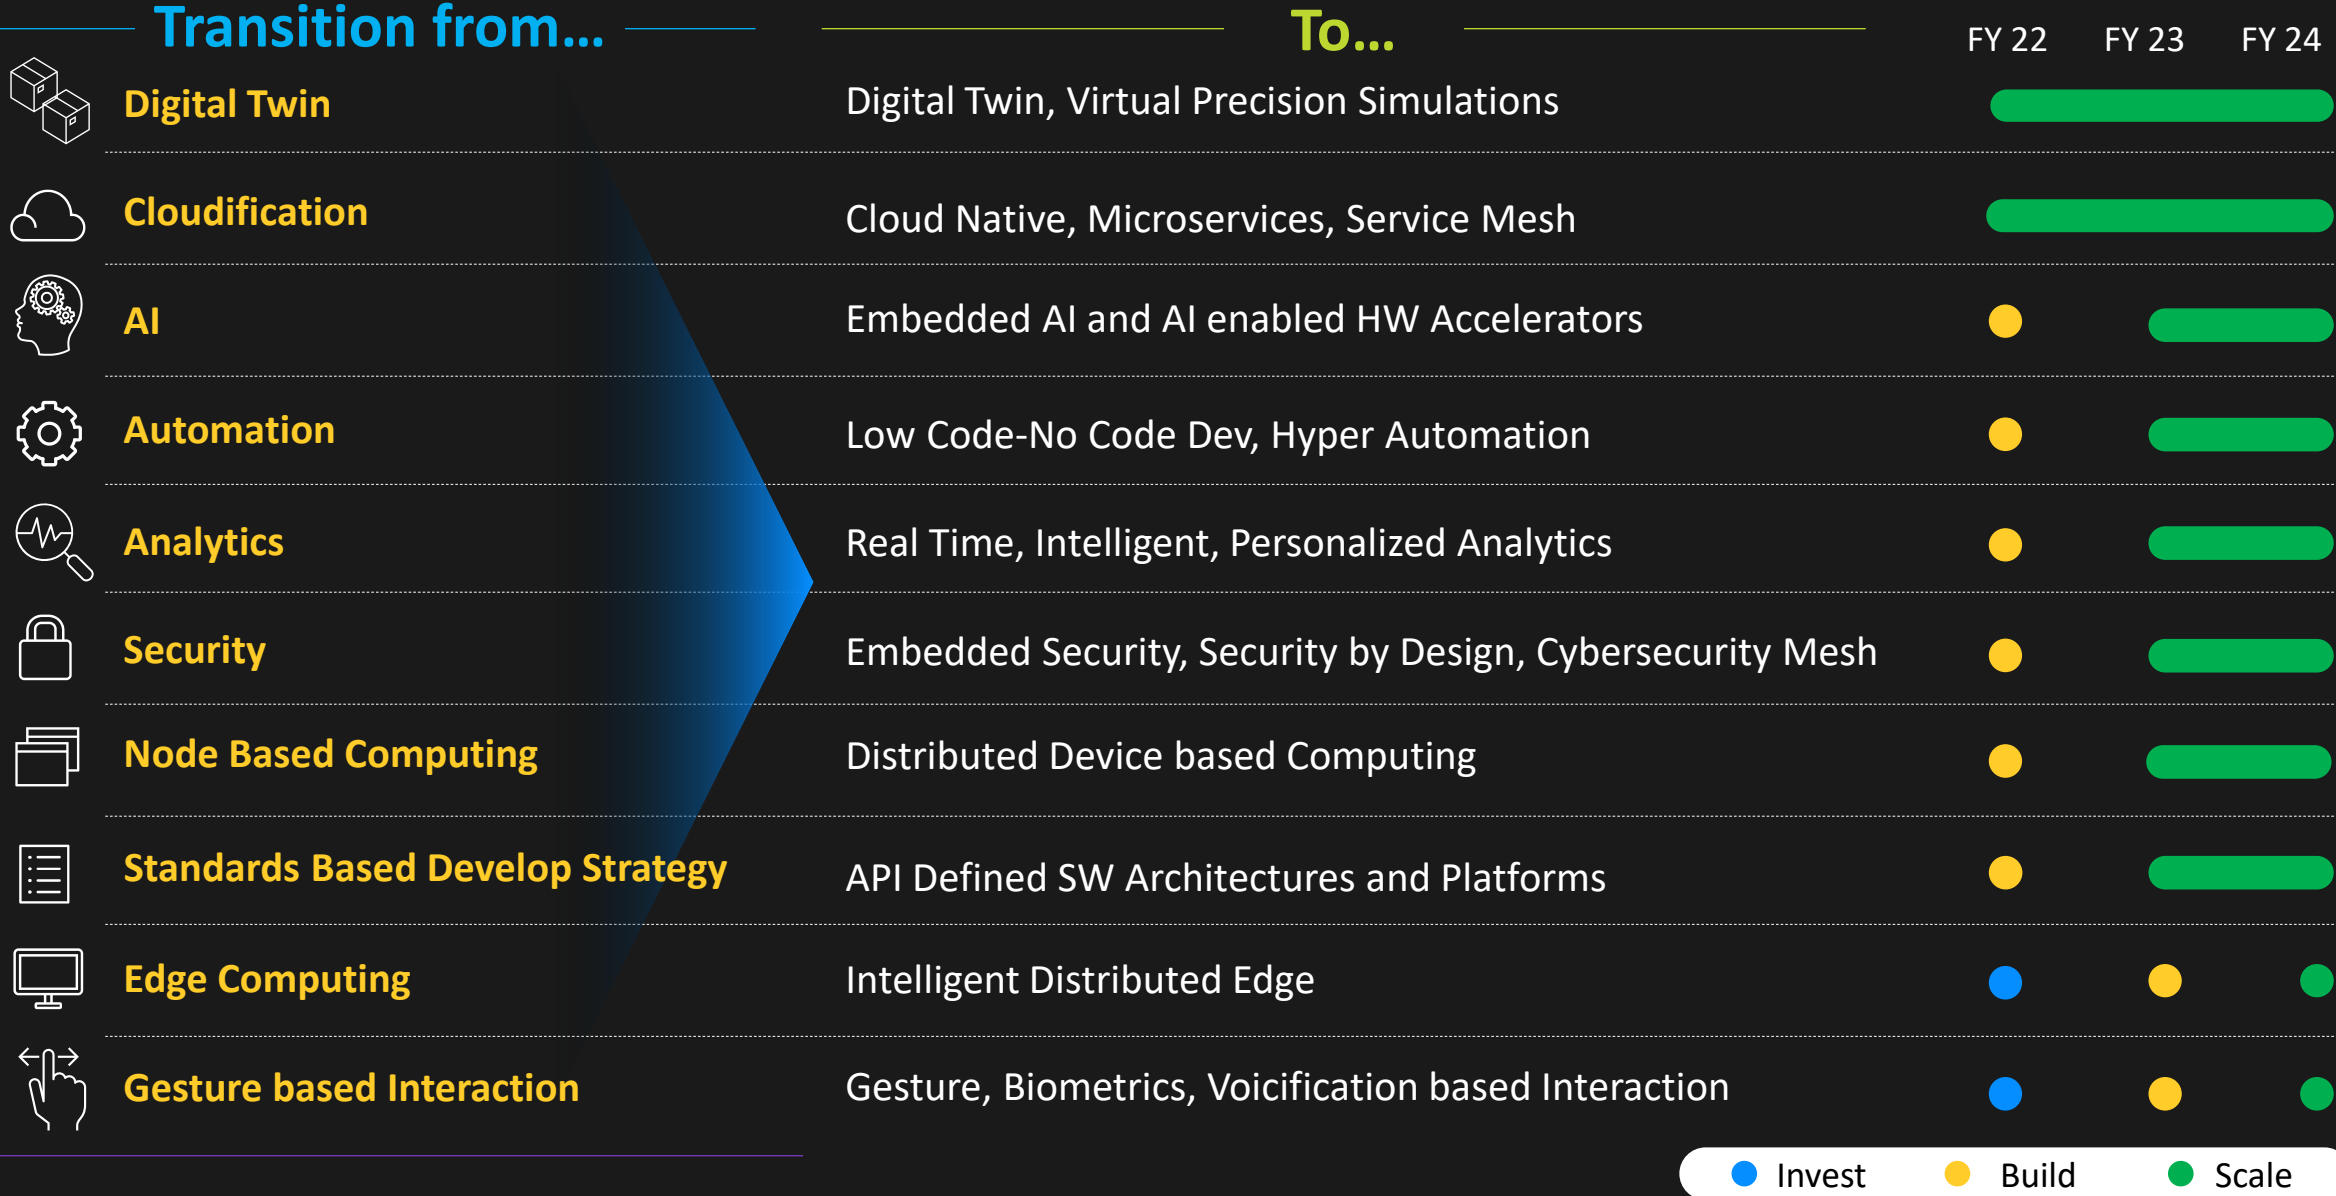 Transition from...
To...
FY 22 FY 23 FY 24
Digital Twin
Digital Twin, Virtual Precision Simulations
Cloudification
Cloud Native, Microservices, Service Mesh
AI
Embedded AI and AI enabled HW Accelerators
Automation
Low Code-No Code Dev, Hyper Automation
Analytics
Real Time, Intelligent, Personalized Analytics
Security
Embedded Security, Security by Design, Cybersecurity Mesh
Node Based Computing
Distributed Device based Computing
Standards Based Develop Strategy
API Defined SW Architectures and Platforms
Edge Computing
Intelligent Distributed Edge
Gesture based Interaction
Gesture, Biometrics, Voicification based Interaction
Invest Build Scale